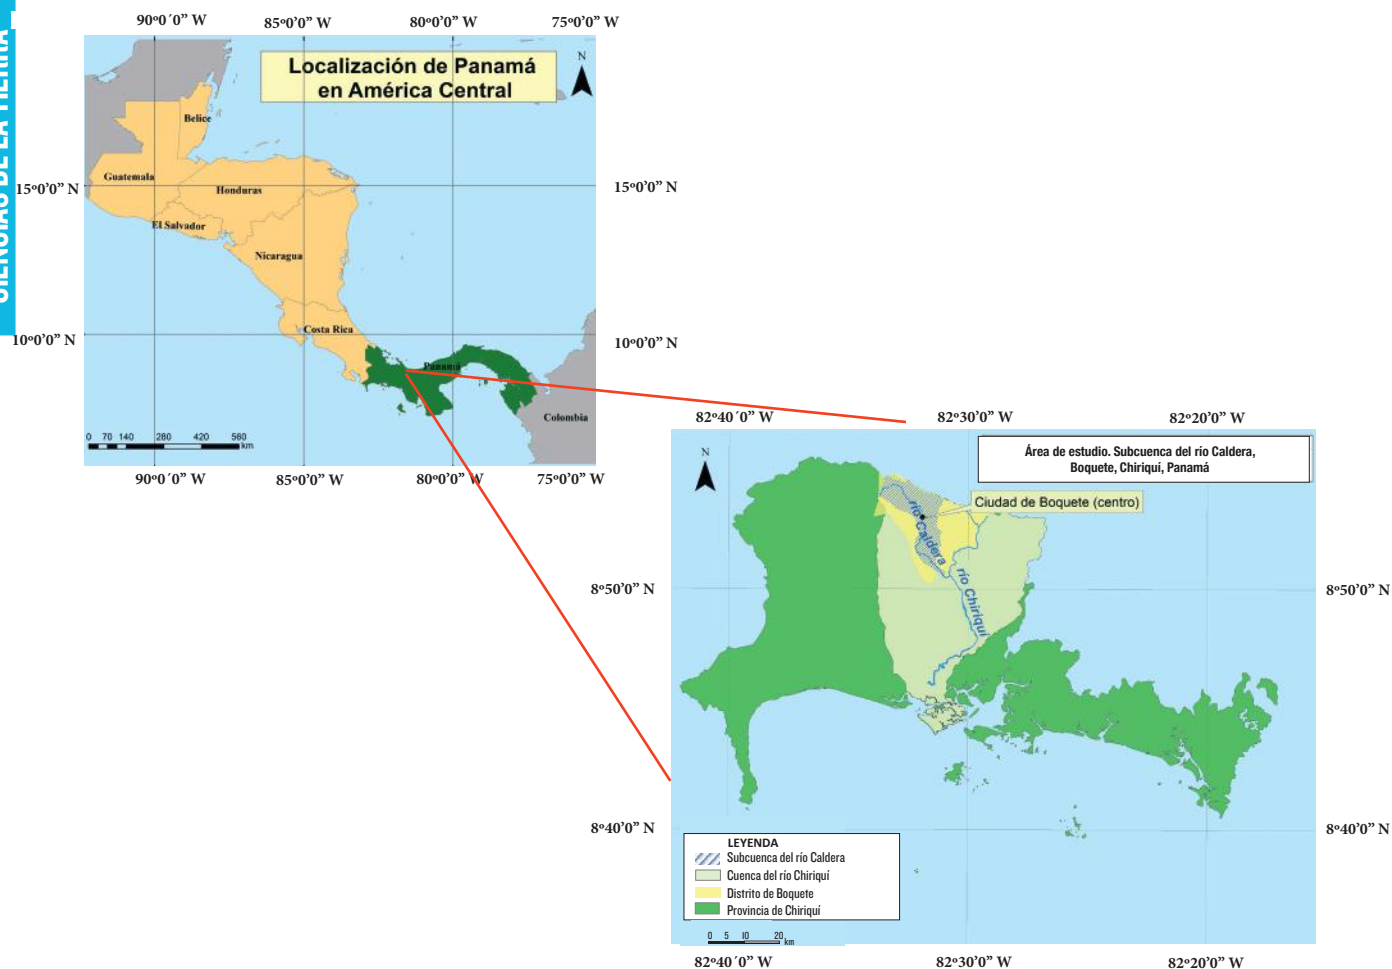 CIENCIAS DE LA TIERRA
90º0´0” W
85º0’0” W
80º0’0” W
75º0’0” W
Localización de Panamá
en América Central
N
Belice
Guatemala
15º0’0” N
Honduras
15º0’0” N
El Salvador
Nicaragua
Costa Rica
10º0’0” N
10º0’0” N
Panamá
Colombia
0 70 140 280 420 560
km
90º0´0” W
85º0’0” W
80º0’0” W
75º0’0” W
82º40´0” W
82º30’0” W
82º20’0” W
N
Área de estudio. Subcuenca del río Caldera,
Boquete, Chiriquí, Panamá
Ciudad de Boquete (centro)
río Caldera
río Chiriquí
8º50’0” N
8º50’0” N
8º40’0” N
8º40’0” N
LEYENDA
Subcuenca del río Caldera
Cuenca del río Chiriquí
Distrito de Boquete
Provincia de Chiriquí
0 5 10 20
km
82º40´0” W
82º30’0” W
82º20’0” W